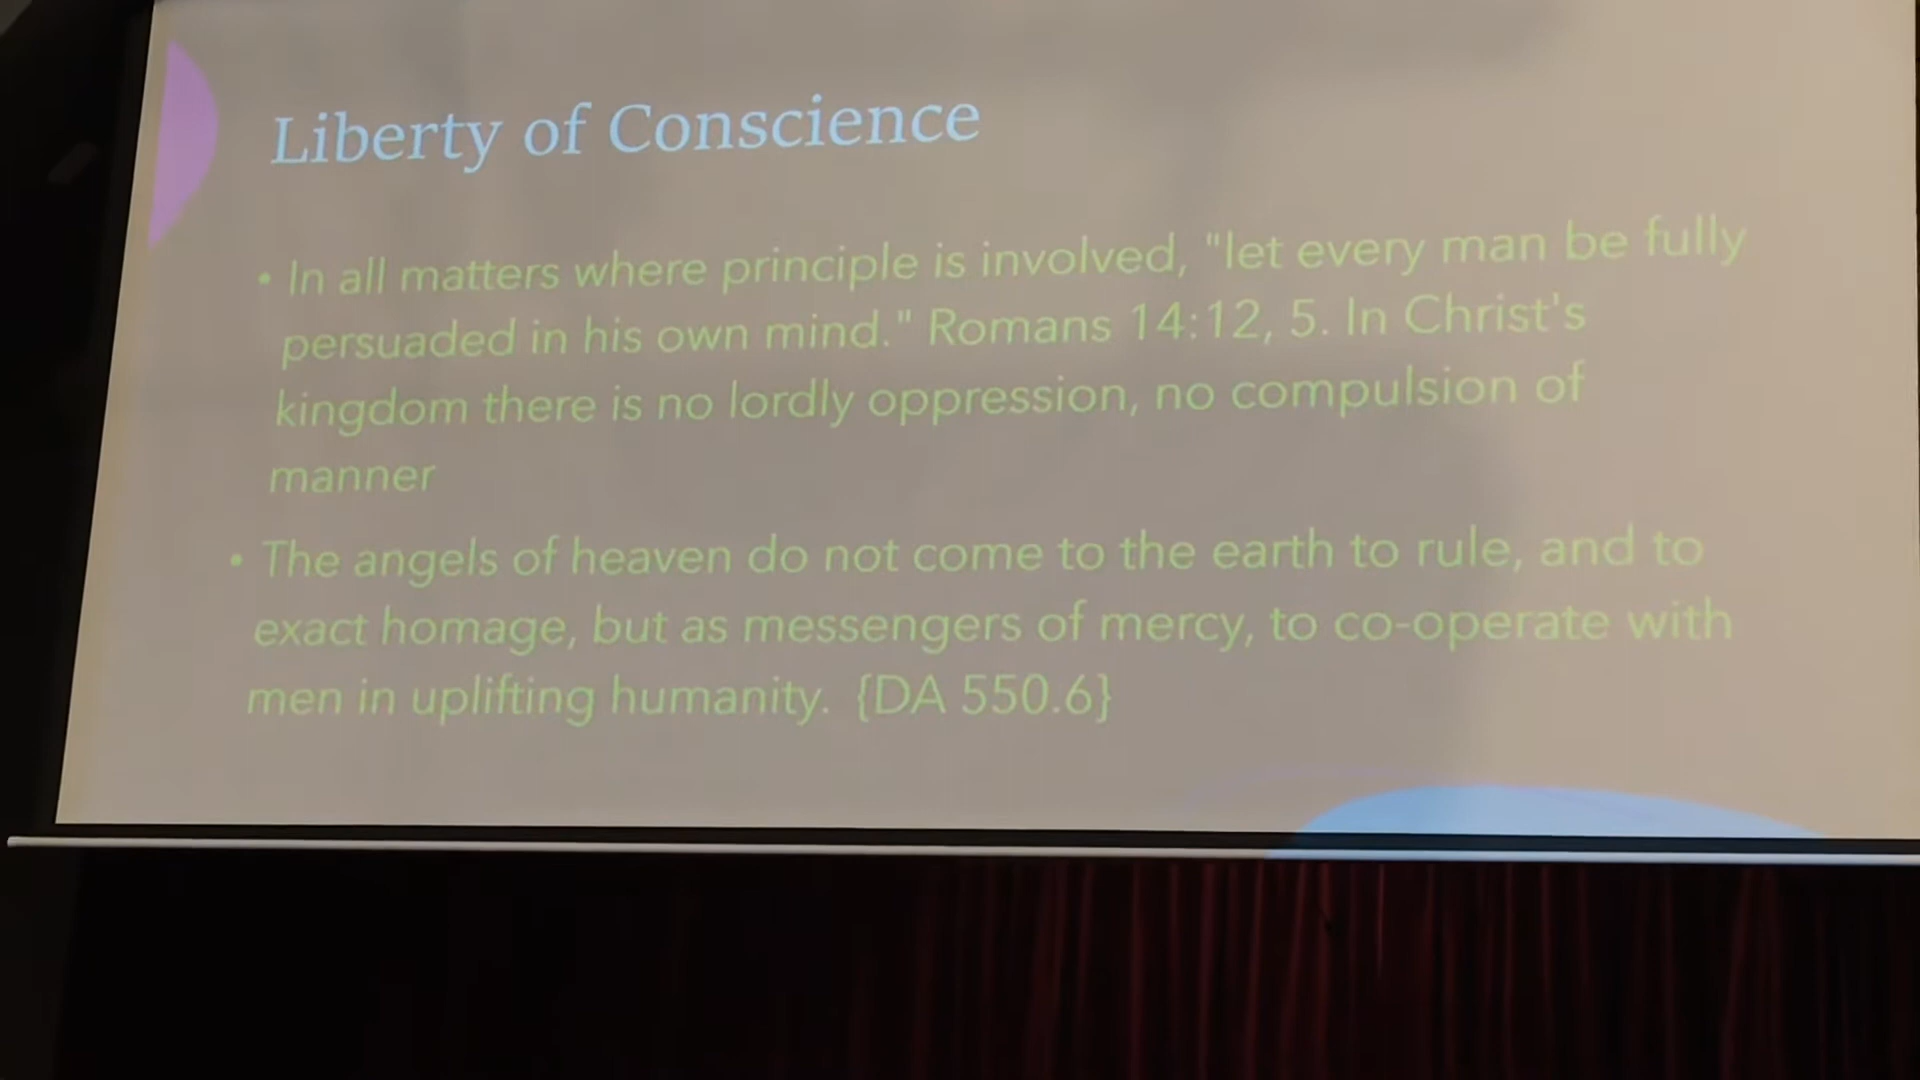 Liberty of Conscience
• In all matters where principle is involved, "let every man be fully
persuaded in his own mind." Romans 14:12, 5. In Christ's
kingdom there is no lordly oppression, no compulsion of
manner
• The angels of heaven do not come to the earth to rule, and to
exact homage, but as messengers of mercy, to co-operate with
men in uplifting humanity. {DA 550.6}